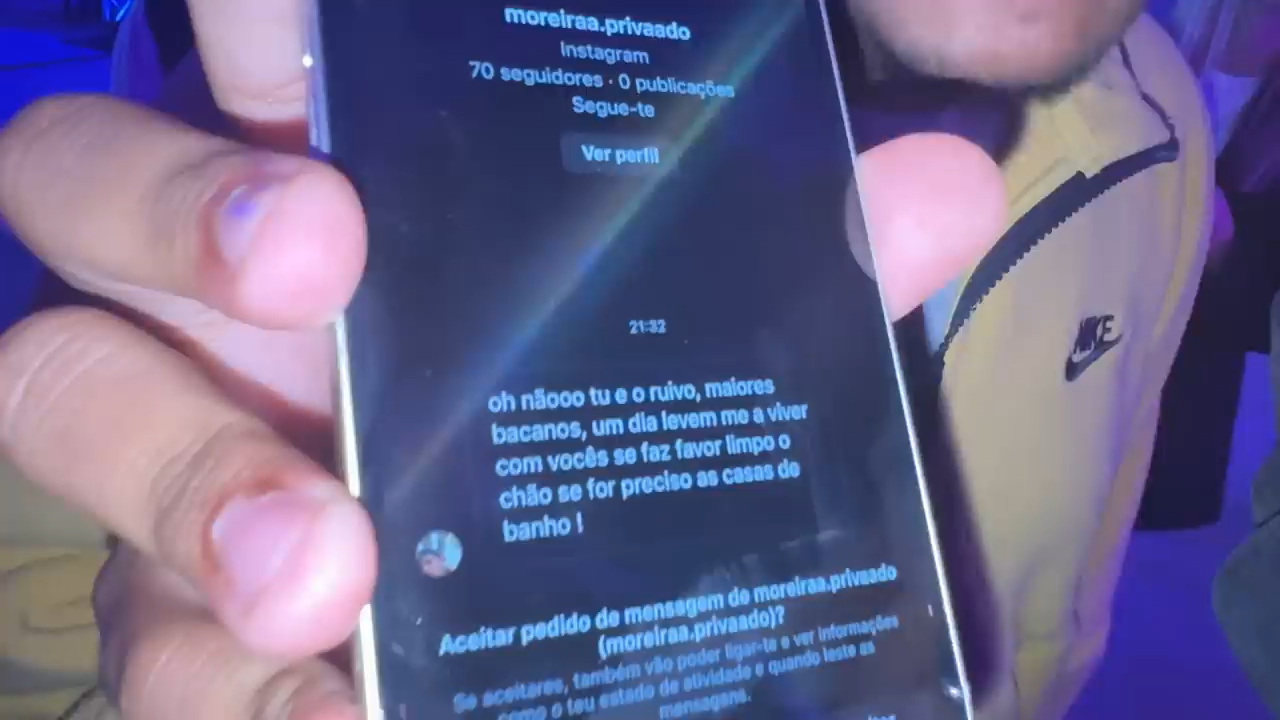 moreiraa.privaado
Instagram
70 seguidores · 0 publicações
Segue-te
Ver perfil
21:32
oh nãooo tu e o ruivo, maiores
bacanos, um dia levem me a viver
com vocês se faz favor limpo o
chão se for preciso as casas de
banho !
Aceitar pedido de mensagem de moreiraa.privaado
(moreiraa.privaado)?
Se aceitares, também vão poder ligar-te e ver informações
como o teu estado de atividade e quando leste as
mensagens.
NIKE